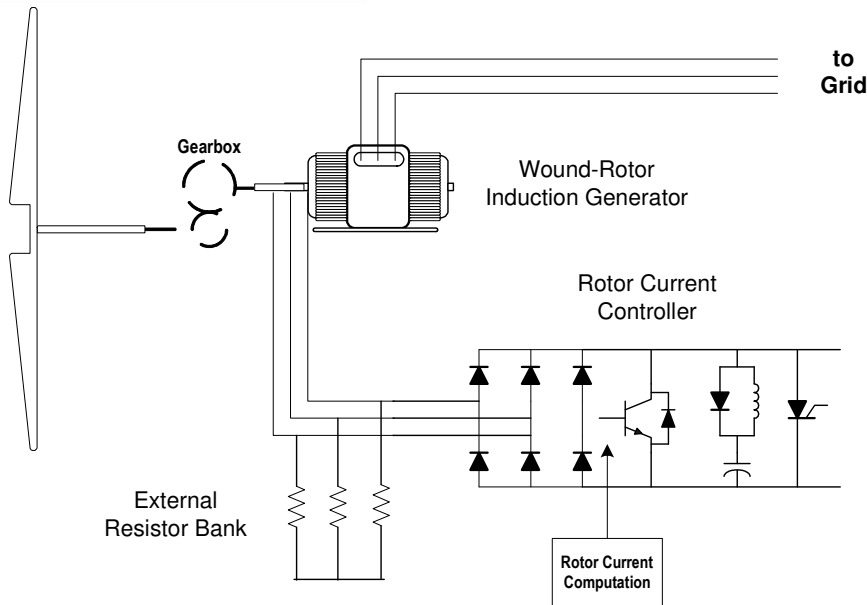 to
Grid
Gearbox
Wound-Rotor
Induction Generator
Rotor Current
Controller
External
Resistor Bank
Rotor Current
Computation